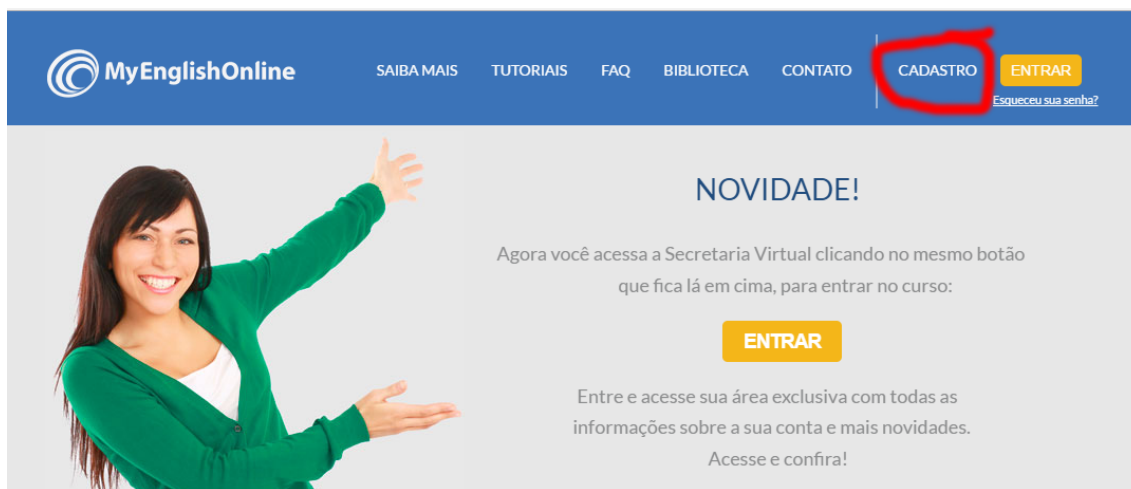 MyEnglishOnline SAIBA MAIS TUTORIAIS FAQ BIBLIOTECA CONTATO CADASTRO ENTRAR
Esqueceu sua senha?
NOVIDADE!
Agora você acessa a Secretaria Virtual clicando no mesmo botão
que fica lá em cima, para entrar no curso:
ENTRAR
Entre e acesse sua área exclusiva com todas as
informações sobre a sua conta e mais novidades.
Acesse e confira!